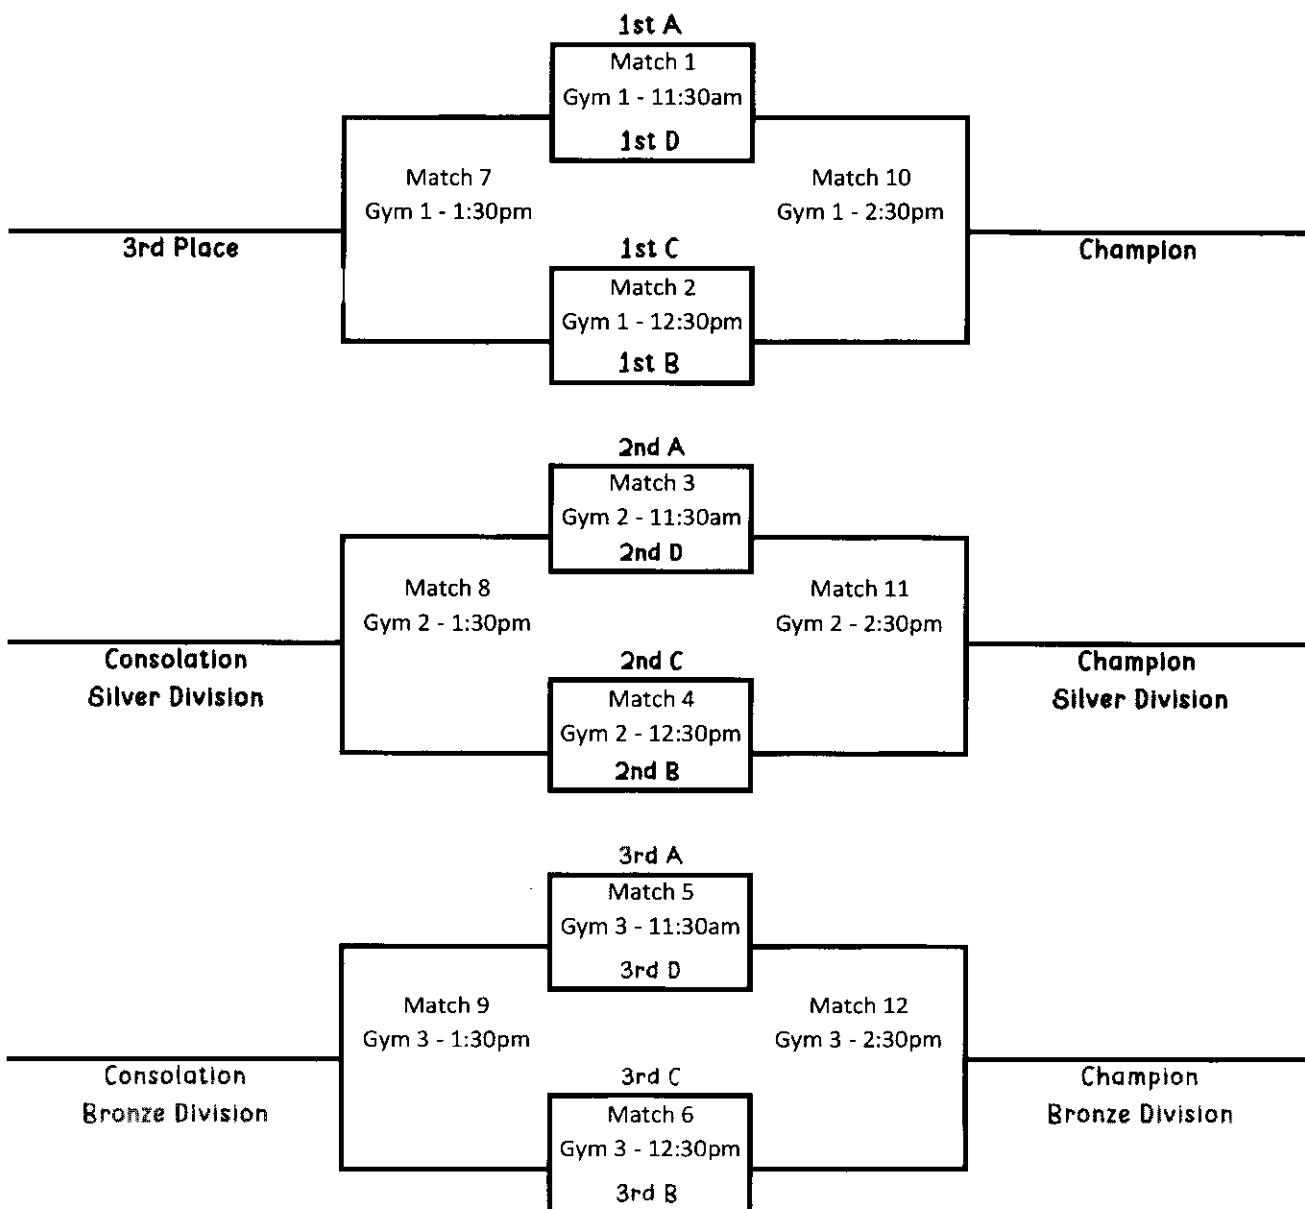 1st A
Match 1
Gym 1 - 11:30am
1st D
Match 7
Gym 1 - 1:30pm
Match 10
Gym 1 - 2:30pm
3rd Place
1st C
Champion
Match 2
Gym 1 - 12:30pm
1st B
2nd A
Match 3
Gym 2 - 11:30am
2nd D
Match 8
Gym 2 - 1:30pm
Match 11
Gym 2 - 2:30pm
Consolation
Silver Division
2nd C
Champion
Silver Division
Match 4
Gym 2 - 12:30pm
2nd B
3rd A
Match 5
Gym 3 - 11:30am
3rd D
Match 9
Gym 3 - 1:30pm
Match 12
Gym 3 - 2:30pm
Consolation
Bronze Division
3rd C
Champion
Bronze Division
Match 6
Gym 3 - 12:30pm
3rd B